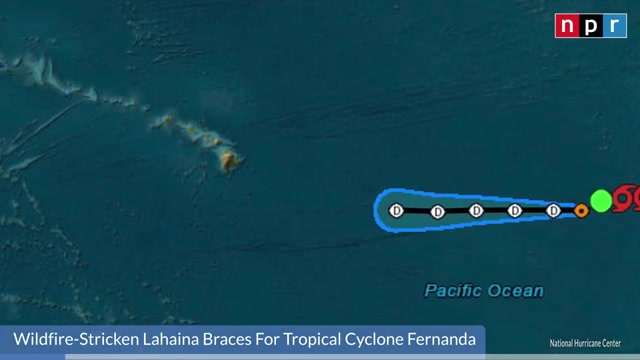 npr
D D D D D
Pacific Ocean
Wildfire-Stricken Lahaina Braces For Tropical Cyclone Fernanda
National Hurricane Center